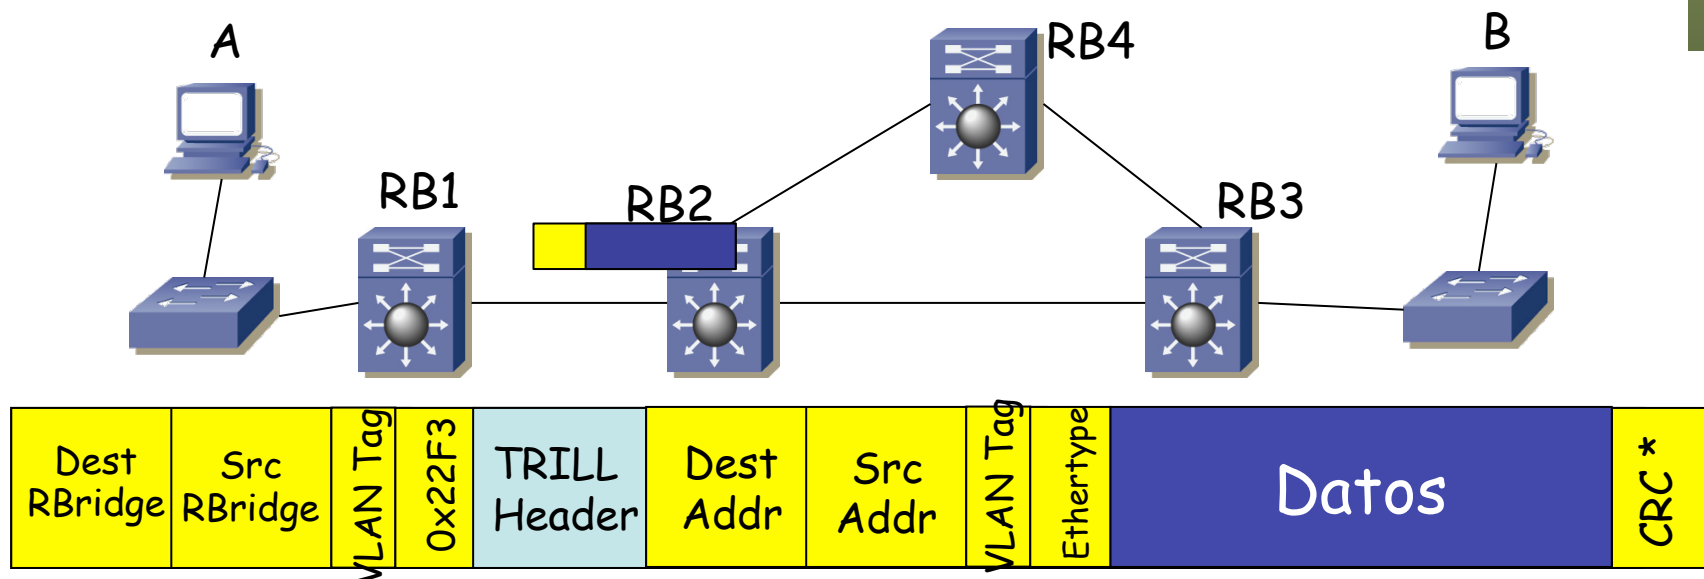 A
RB4
B
RB1
RB2
RB3
Dest
RBridge
Src
RBridge
VLAN Tag
0x22F3
TRILL
Header
Dest
Addr
Src
Addr
VLAN Tag
Ethertype
Datos
CRC *